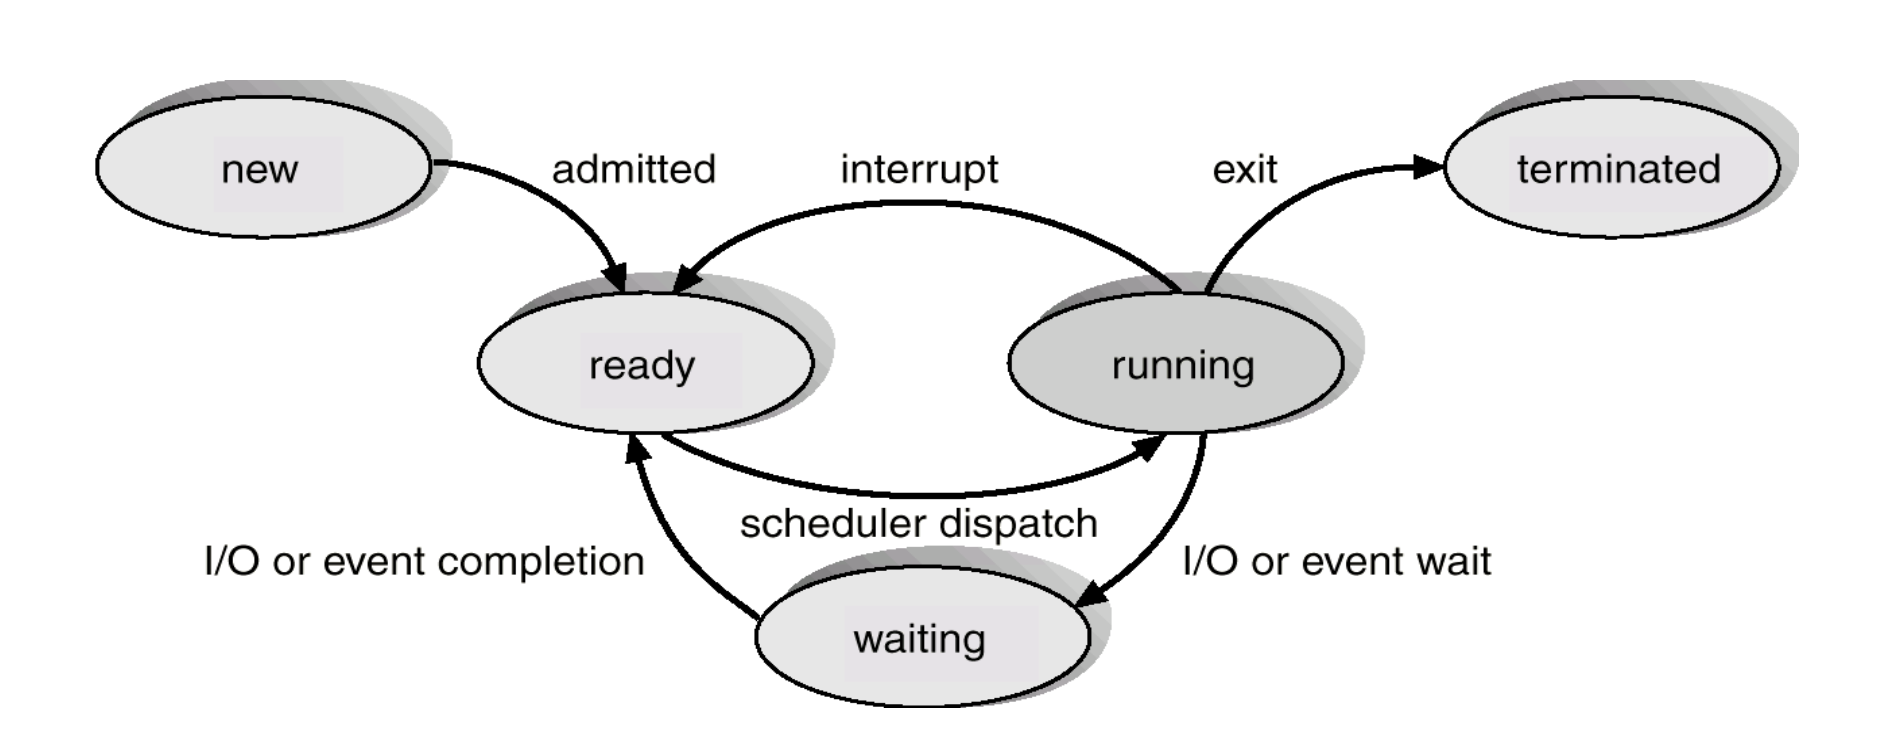 new
admitted
interrupt
exit
terminated
ready
running
scheduler dispatch
I/O or event completion
I/O or event wait
waiting